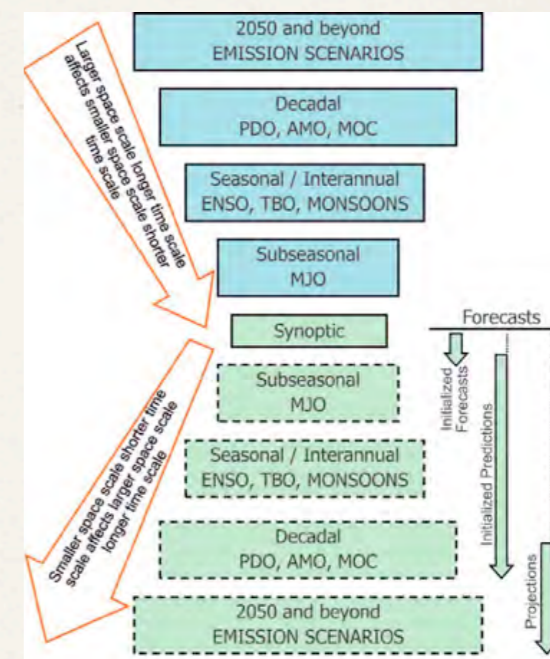 2050 and beyond
EMISSION SCENARIOS
Decadal
PDO, AMO, MOC
Seasonal / Interannual
ENSO, TBO, MONSOONS
Subseasonal
MJO
Larger space scale longer time scale
affects smaller space scale shorter
time scale
Synoptic
Forecasts
Subseasonal
MJO
Seasonal / Interannual
ENSO, TBO, MONSOONS
Decadal
PDO, AMO, MOC
2050 and beyond
EMISSION SCENARIOS
Smaller space scale shorter time
scale affects larger space scale
longer time scale
Initialized
Forecasts
Initialized Predictions
Projections